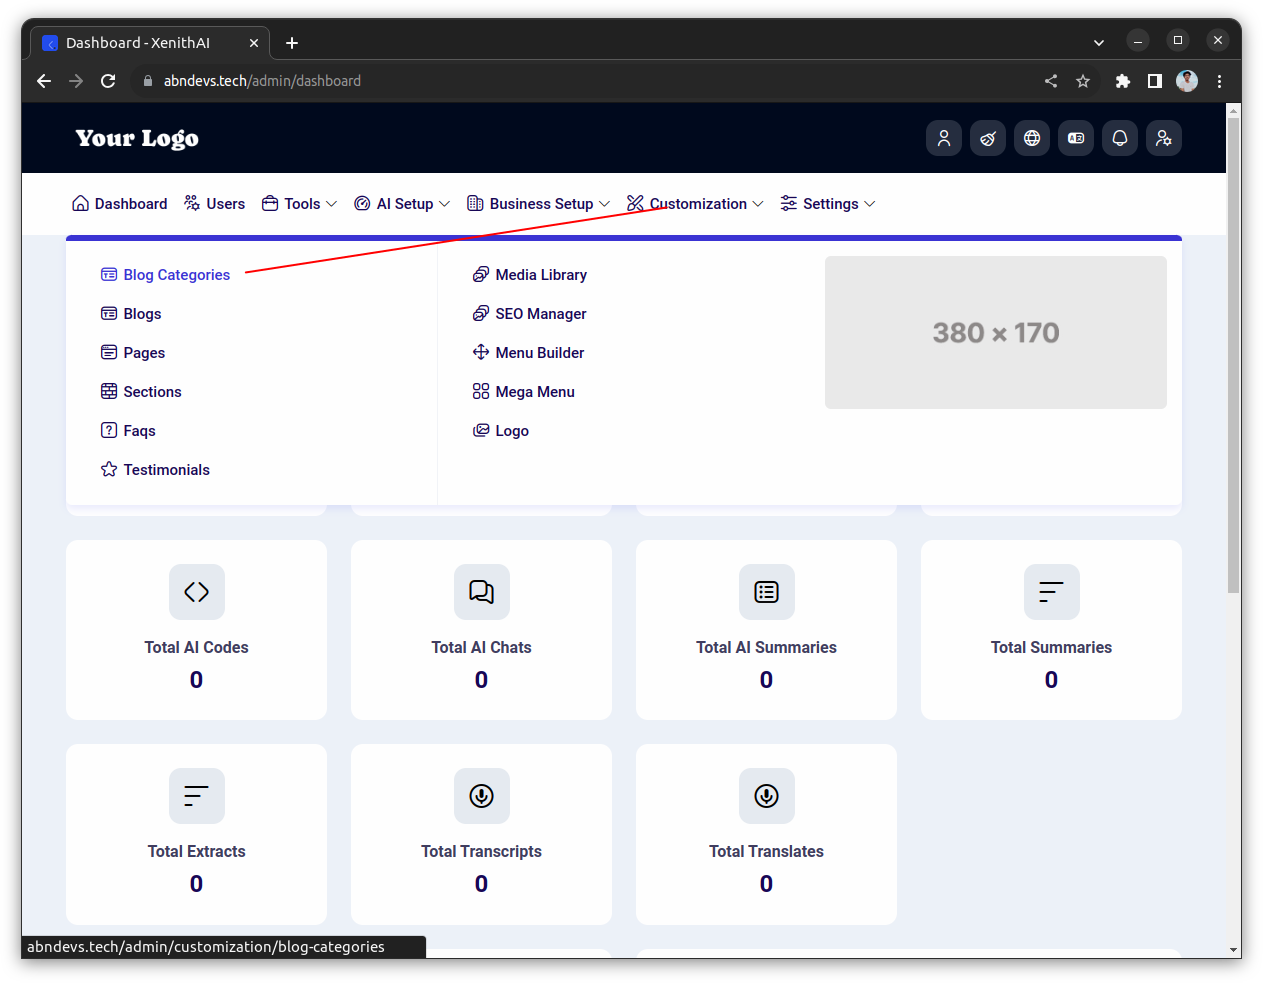 Dashboard - XenithAI
abndevs.tech/admin/dashboard
Your Logo
Dashboard Users Tools AI Setup Business Setup Customization Settings
Blog Categories
Blogs
Pages
Sections
Faqs
Testimonials
Media Library
SEO Manager
Menu Builder
Mega Menu
Logo
380 × 170
Total AI Codes
0
Total AI Chats
0
Total AI Summaries
0
Total Summaries
0
Total Extracts
0
Total Transcripts
0
Total Translates
0
abndevs.tech/admin/customization/blog-categories